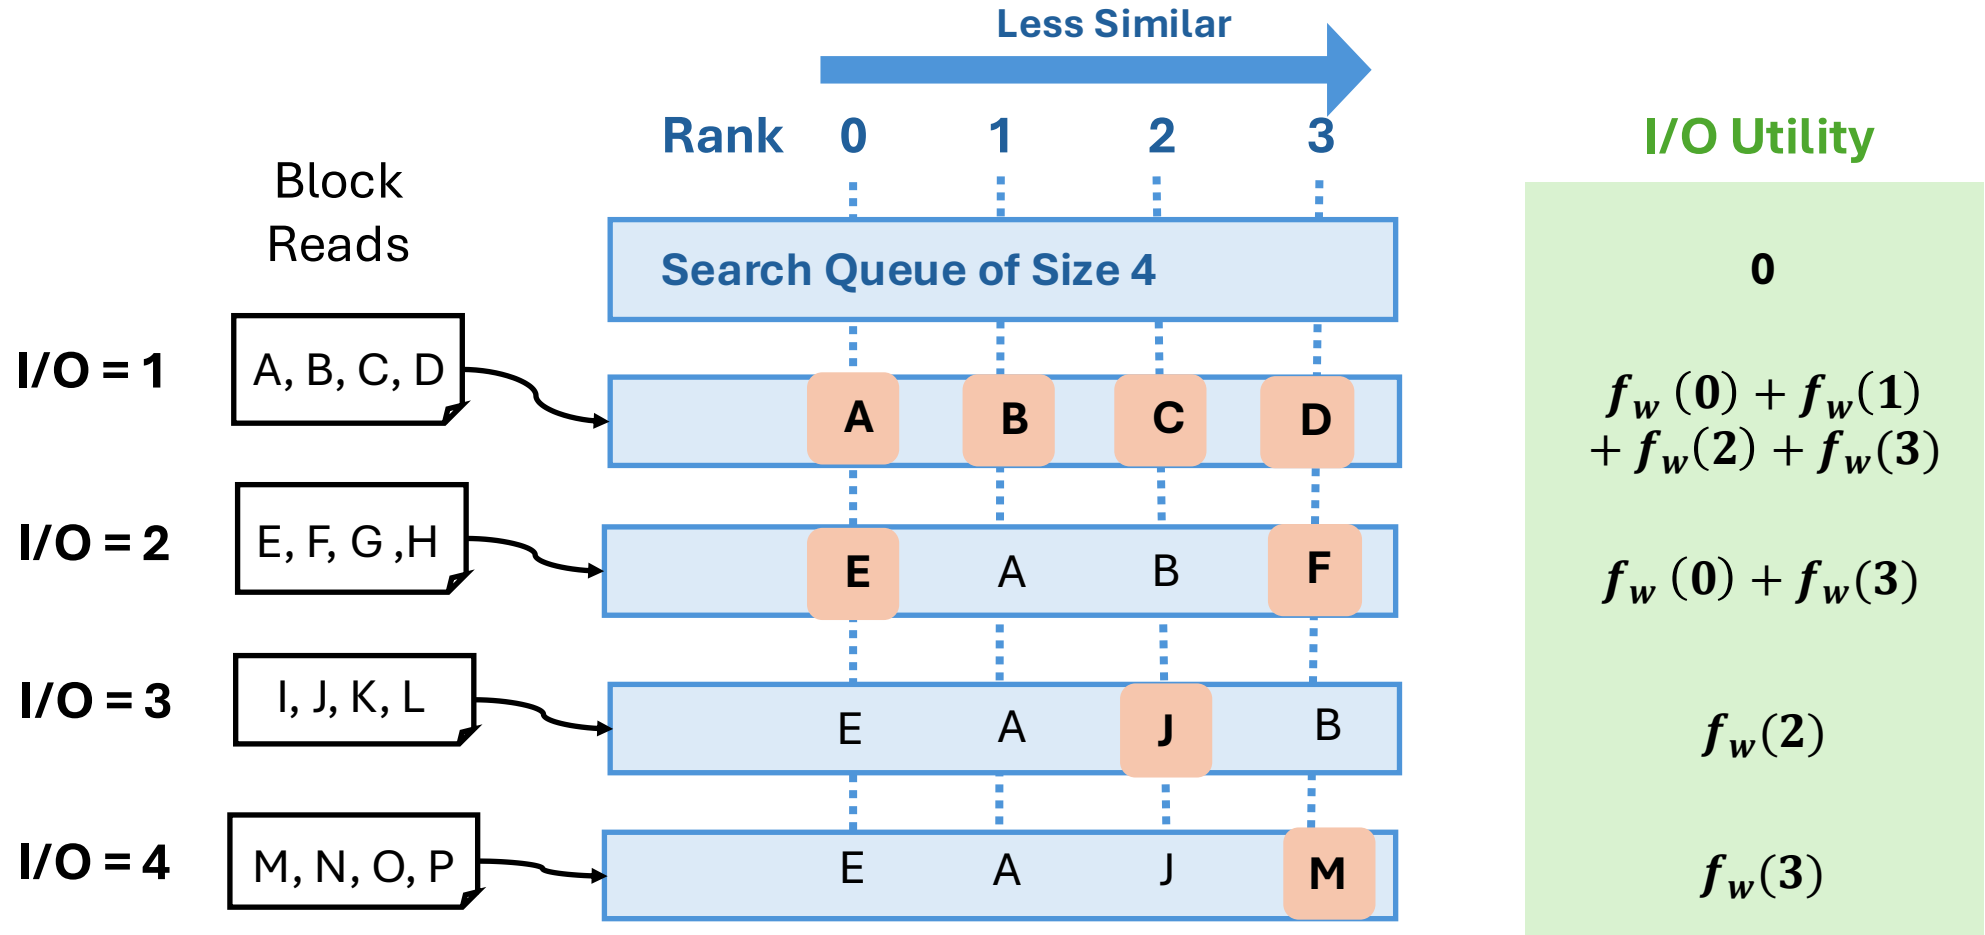 Less Similar
Rank 0 1 2 3
I/O Utility
Block
Reads
Search Queue of Size 4
0
I/O = 1
A, B, C, D
A B C D
f_w (0) + f_w(1)
+ f_w(2) + f_w(3)
I/O = 2
E, F, G ,H
E A B F
f_w (0) + f_w(3)
I/O = 3
I, J, K, L
E A J B
f_w(2)
I/O = 4
M, N, O, P
E A J M
f_w(3)